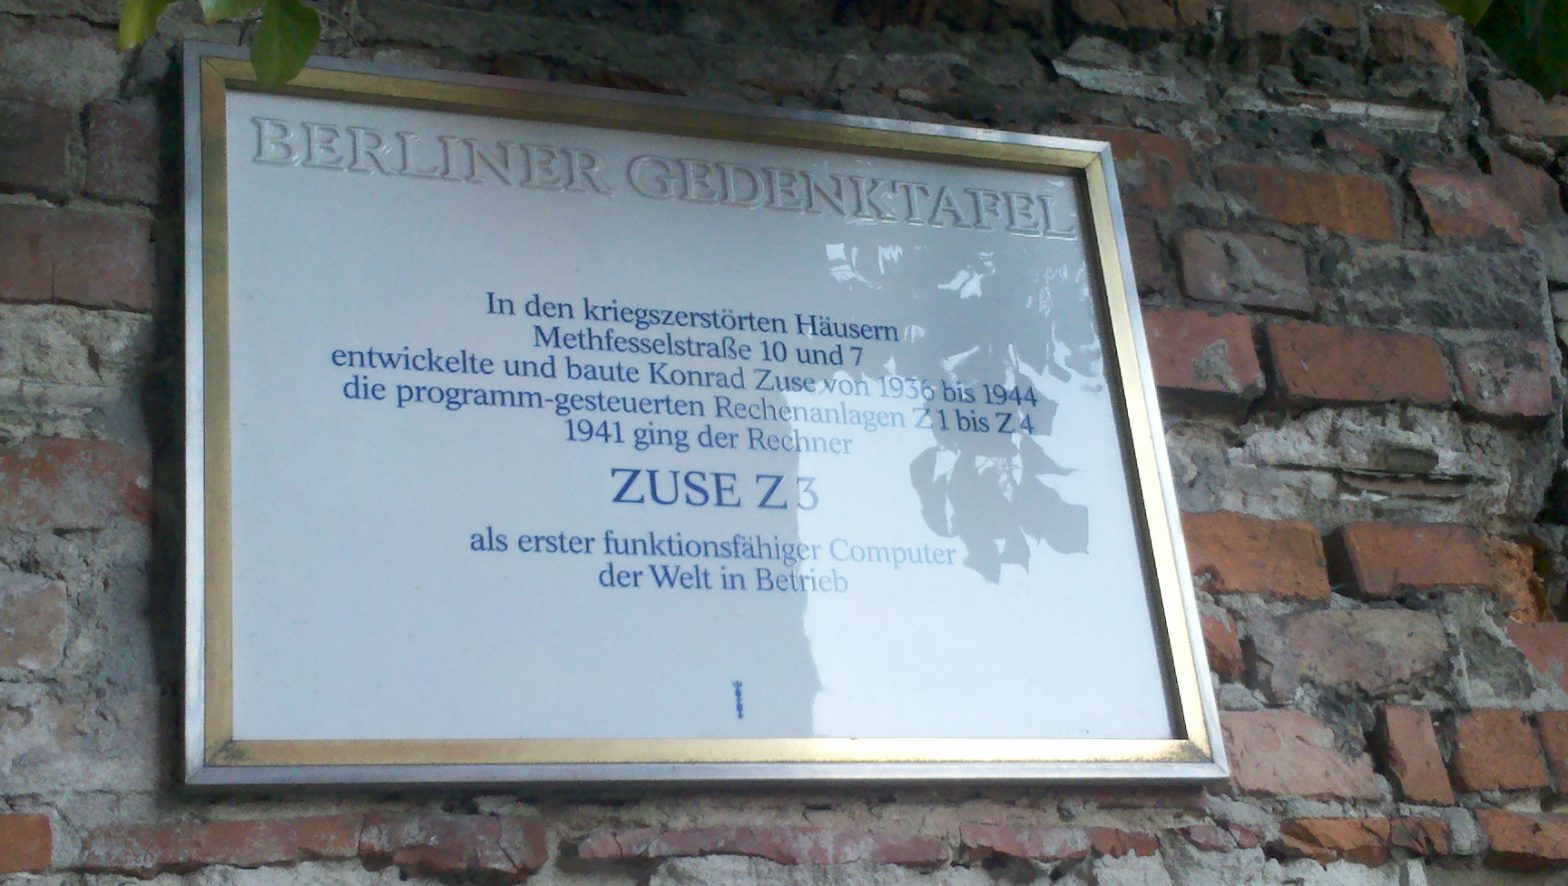 BERLINER GEDENKTAFEL
In den kriegszerstörten Häusern
Methfesselstraße 10 und 7
entwickelte und baute Konrad Zuse von 1936 bis 1944
die programm-gesteuerten Rechenanlagen Z 1 bis Z 4
1941 ging der Rechner
ZUSE Z 3
als erster funktionsfähiger Computer
der Welt in Betrieb